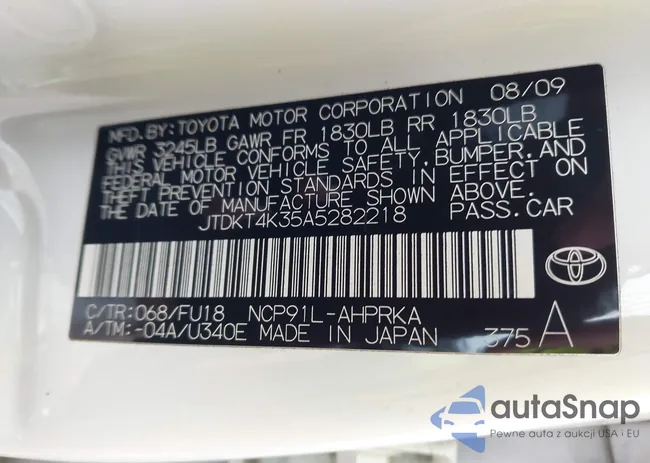 MFD.BY:TOYOTA MOTOR CORPORATION 08/09
GVWR 3245LB GAWR FR 1830LB RR 1830LB
THIS VEHICLE CONFORMS TO ALL APPLICABLE
FEDERAL MOTOR VEHICLE SAFETY,BUMPER,AND
THEFT PREVENTION STANDARDS IN EFFECT ON
THE DATE OF MANUFACTURE SHOWN ABOVE.
JTDKT4K35A5282218 PASS.CAR
C/TR:068/FU18 NCP91L-AHPRKA
A/TM:-04A/U340E MADE IN JAPAN 375 A
autaSnap
Pewne auta z aukcji USA i EU